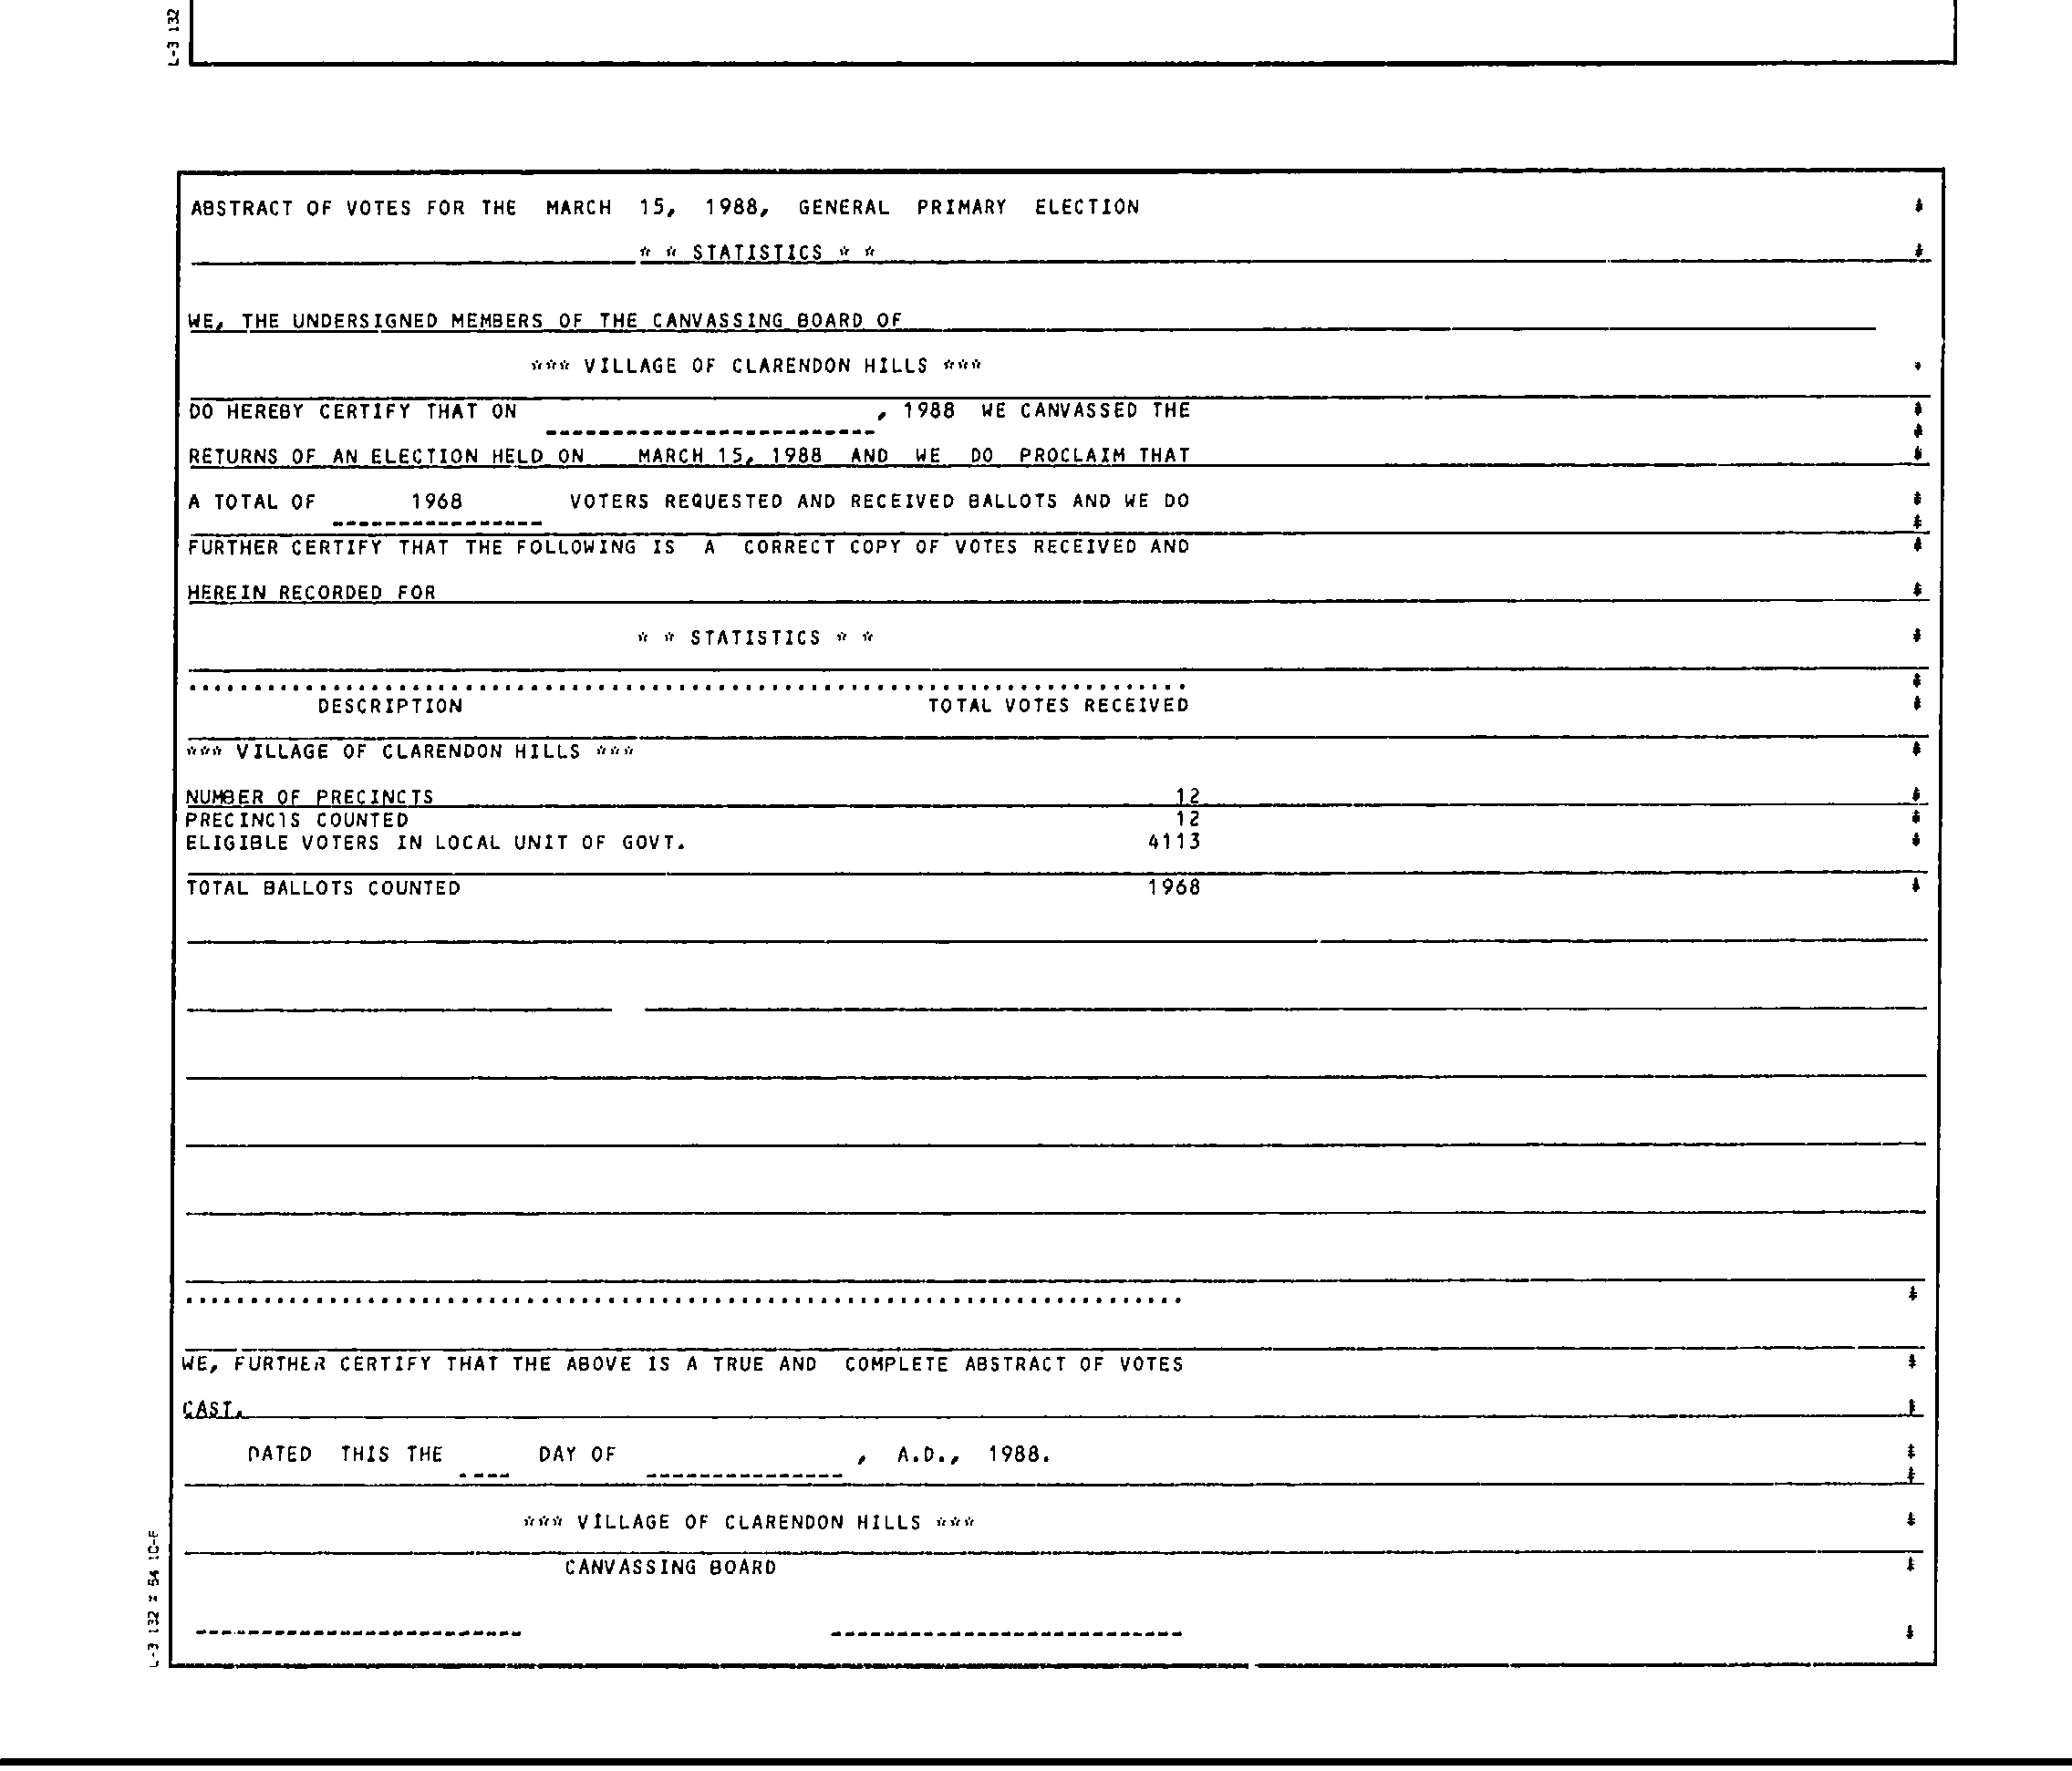 L-3 132
ABSTRACT OF VOTES FOR THE MARCH 15, 1988, GENERAL PRIMARY ELECTION
* * STATISTICS * *
WE, THE UNDERSIGNED MEMBERS OF THE CANVASSING BOARD OF
*** VILLAGE OF CLARENDON HILLS ***
DO HEREBY CERTIFY THAT ON , 1988 WE CANVASSED THE
RETURNS OF AN ELECTION HELD ON MARCH 15, 1988 AND WE DO PROCLAIM THAT
A TOTAL OF 1968 VOTERS REQUESTED AND RECEIVED BALLOTS AND WE DO
FURTHER CERTIFY THAT THE FOLLOWING IS A CORRECT COPY OF VOTES RECEIVED AND
HEREIN RECORDED FOR
* * STATISTICS * *
DESCRIPTION TOTAL VOTES RECEIVED
*** VILLAGE OF CLARENDON HILLS ***
NUMBER OF PRECINCTS 12
PRECINCTS COUNTED 12
ELIGIBLE VOTERS IN LOCAL UNIT OF GOVT. 4113
TOTAL BALLOTS COUNTED 1968
WE, FURTHER CERTIFY THAT THE ABOVE IS A TRUE AND COMPLETE ABSTRACT OF VOTES
CAST.
DATED THIS THE ---- DAY OF --------------- , A.D., 1988.
*** VILLAGE OF CLARENDON HILLS ***
CANVASSING BOARD
L-3 132 * 54 10-F